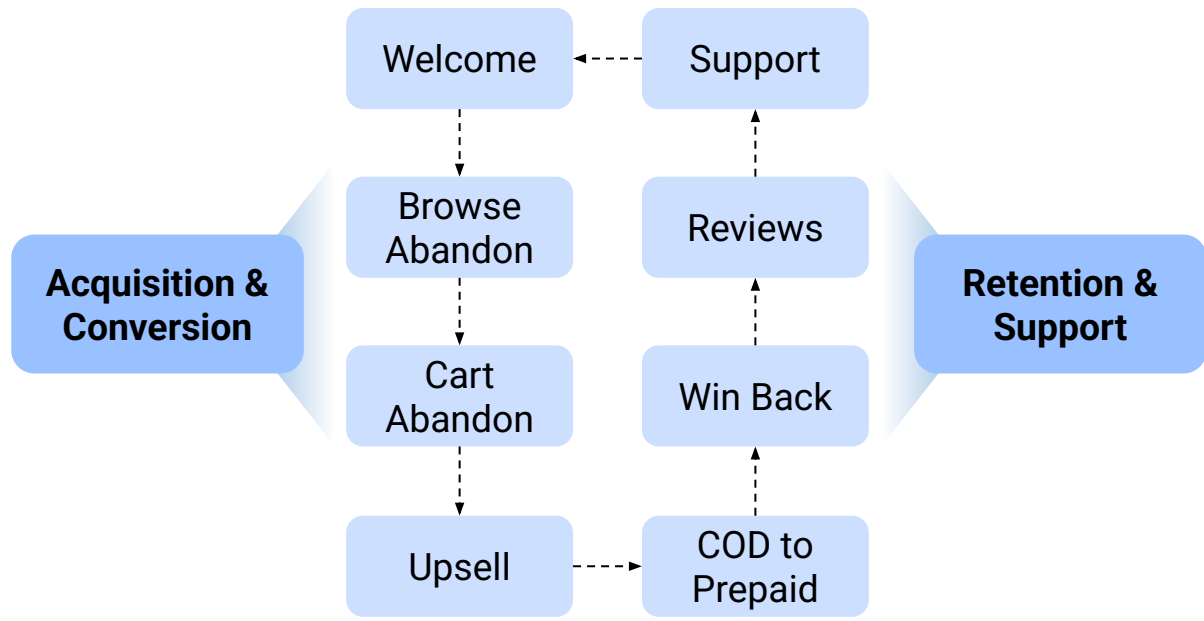 Welcome
Support
Browse
Abandon
Reviews
Acquisition &
Conversion
Retention &
Support
Cart
Abandon
Win Back
Upsell
COD to
Prepaid